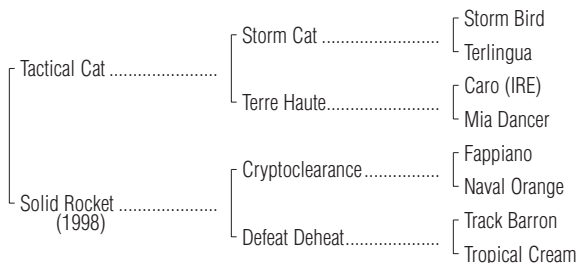 Storm Bird
Storm Cat ........................
Terlingua
Tactical Cat ......................
Caro (IRE)
Terre Haute......................
Mia Dancer
Fappiano
Cryptoclearance...............
Naval Orange
Solid Rocket ....................
(1998)
Track Barron
Defeat Deheat...................
Tropical Cream